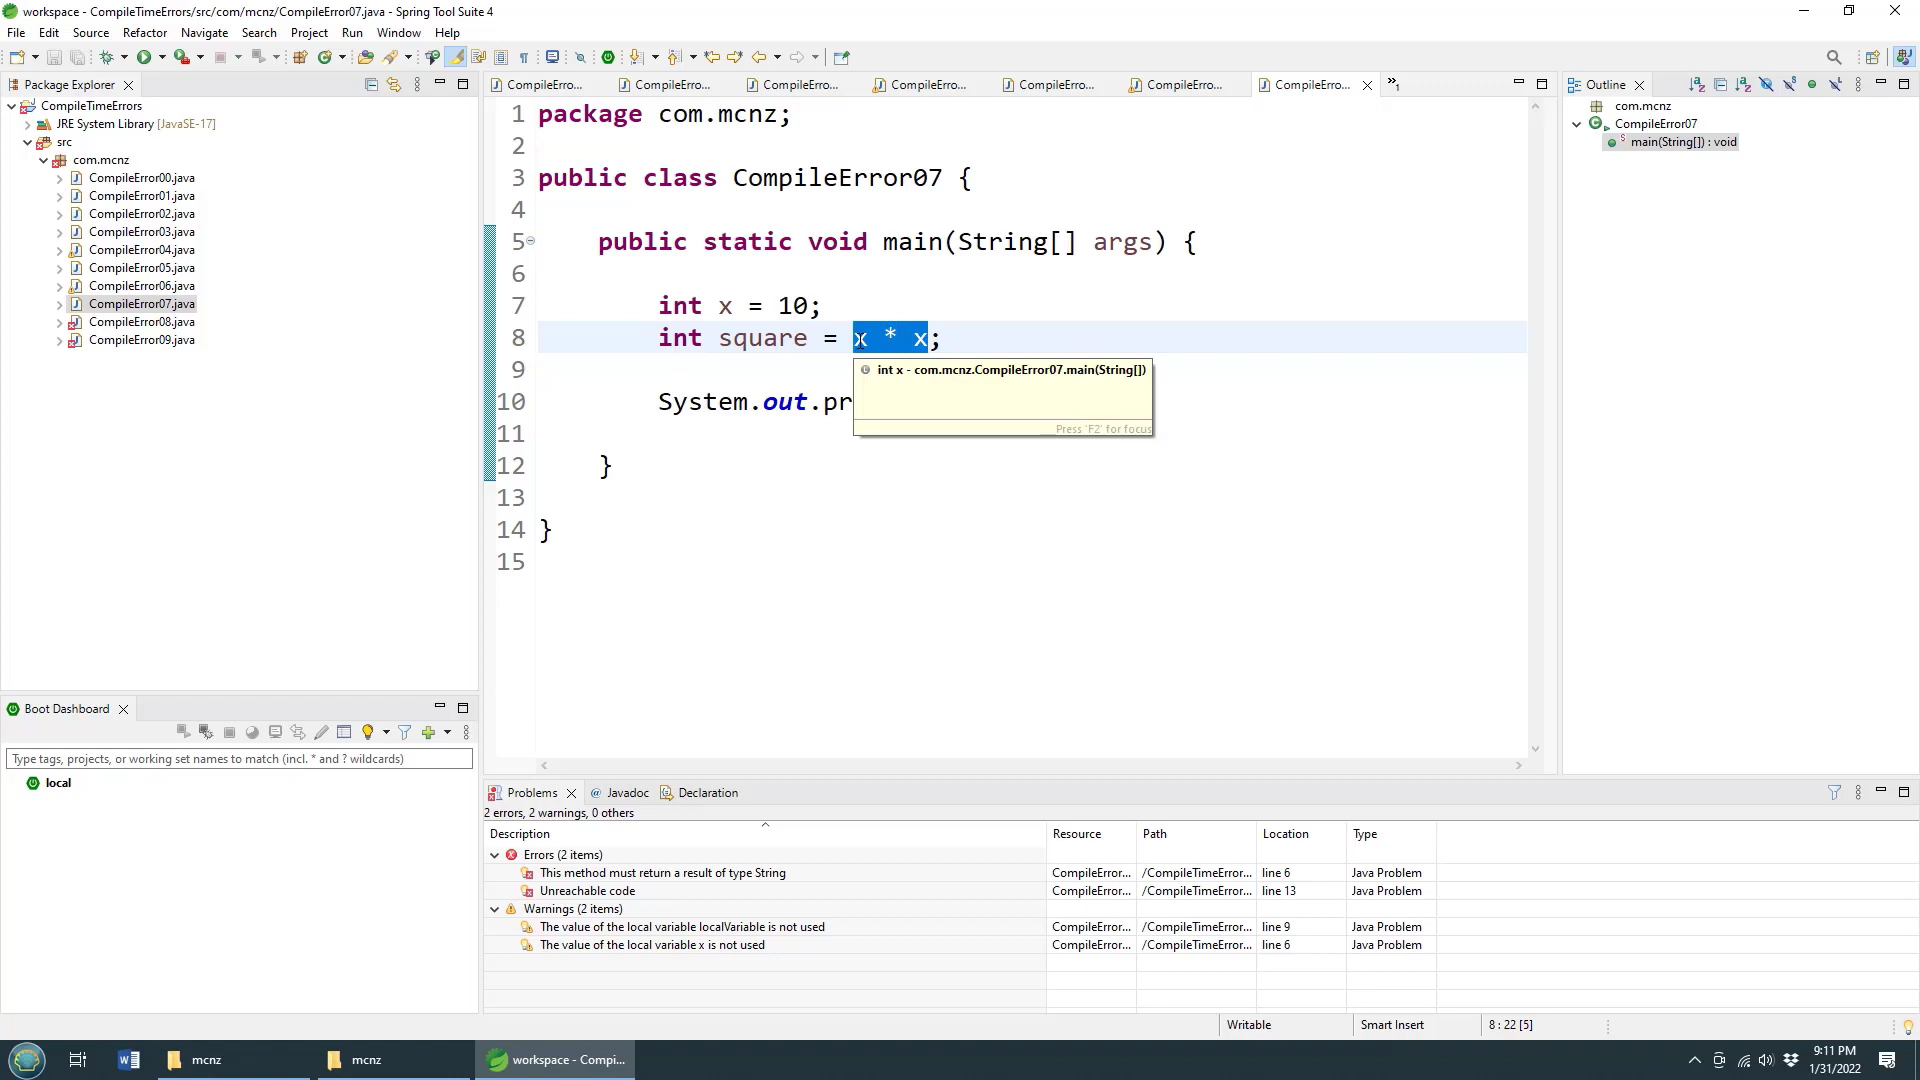 workspace - CompileTimeErrors/src/com/mcnz/CompileError07.java - Spring Tool Suite 4
File Edit Source Refactor Navigate Search Project Run Window Help
Package Explorer
CompileTimeErrors
JRE System Library [JavaSE-17]
src
com.mcnz
CompileError00.java
CompileError01.java
CompileError02.java
CompileError03.java
CompileError04.java
CompileError05.java
CompileError06.java
CompileError07.java
CompileError08.java
CompileError09.java
CompileErro... CompileErro... CompileErro... CompileErro... CompileErro... CompileErro... CompileErro... »1
1 package com.mcnz;
2
3 public class CompileError07 {
4
5 public static void main(String[] args) {
6
7 int x = 10;
8 int square = x * x;
9
10 System.out.pr
11
12 }
13
14 }
15
int x - com.mcnz.CompileError07.main(String[])
Press 'F2' for focus
Outline
com.mcnz
CompileError07
main(String[]) : void
Boot Dashboard
Type tags, projects, or working set names to match (incl. * and ? wildcards)
local
Problems @ Javadoc Declaration
2 errors, 2 warnings, 0 others
Description Resource Path Location Type
Errors (2 items)
This method must return a result of type String CompileError... /CompileTimeError... line 6 Java Problem
Unreachable code CompileError... /CompileTimeError... line 13 Java Problem
Warnings (2 items)
The value of the local variable localVariable is not used CompileError... /CompileTimeError... line 9 Java Problem
The value of the local variable x is not used CompileError... /CompileTimeError... line 6 Java Problem
Writable Smart Insert 8 : 22 [5]
mcnz mcnz workspace - Compi...
9:11 PM
1/31/2022